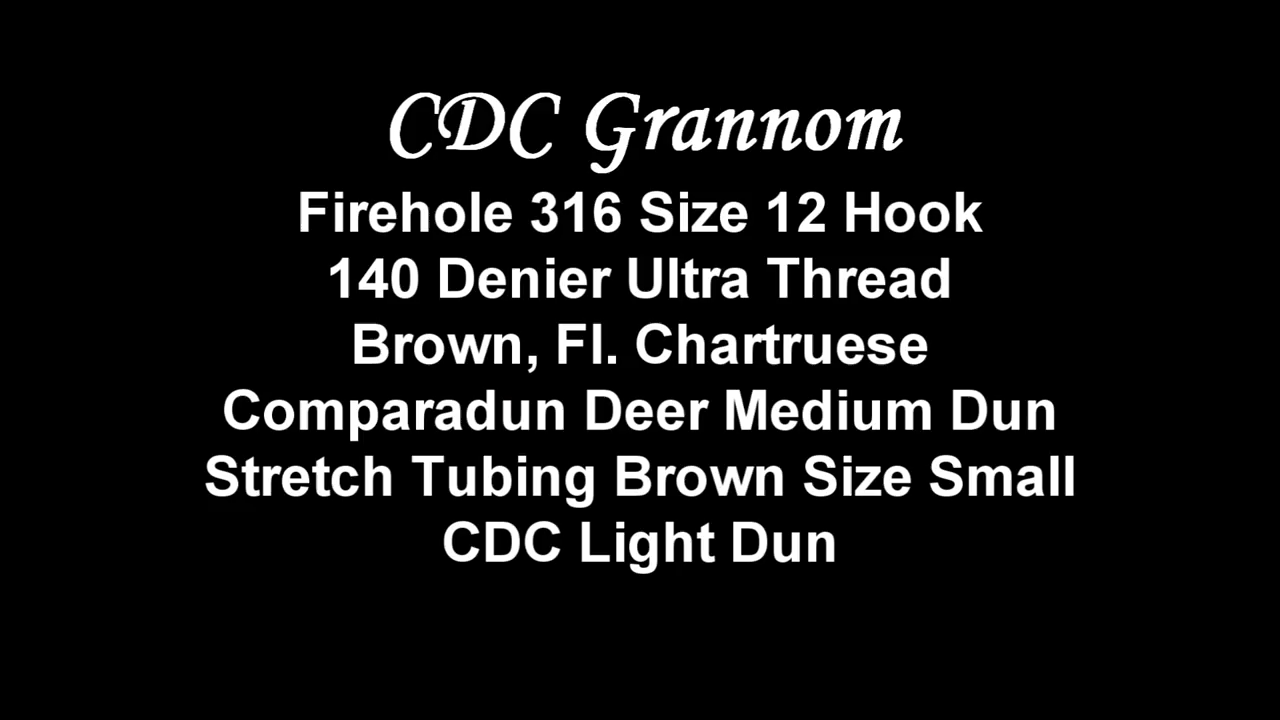 CDC Grannom
Firehole 316 Size 12 Hook
140 Denier Ultra Thread
Brown, Fl. Chartruese
Comparadun Deer Medium Dun
Stretch Tubing Brown Size Small
CDC Light Dun